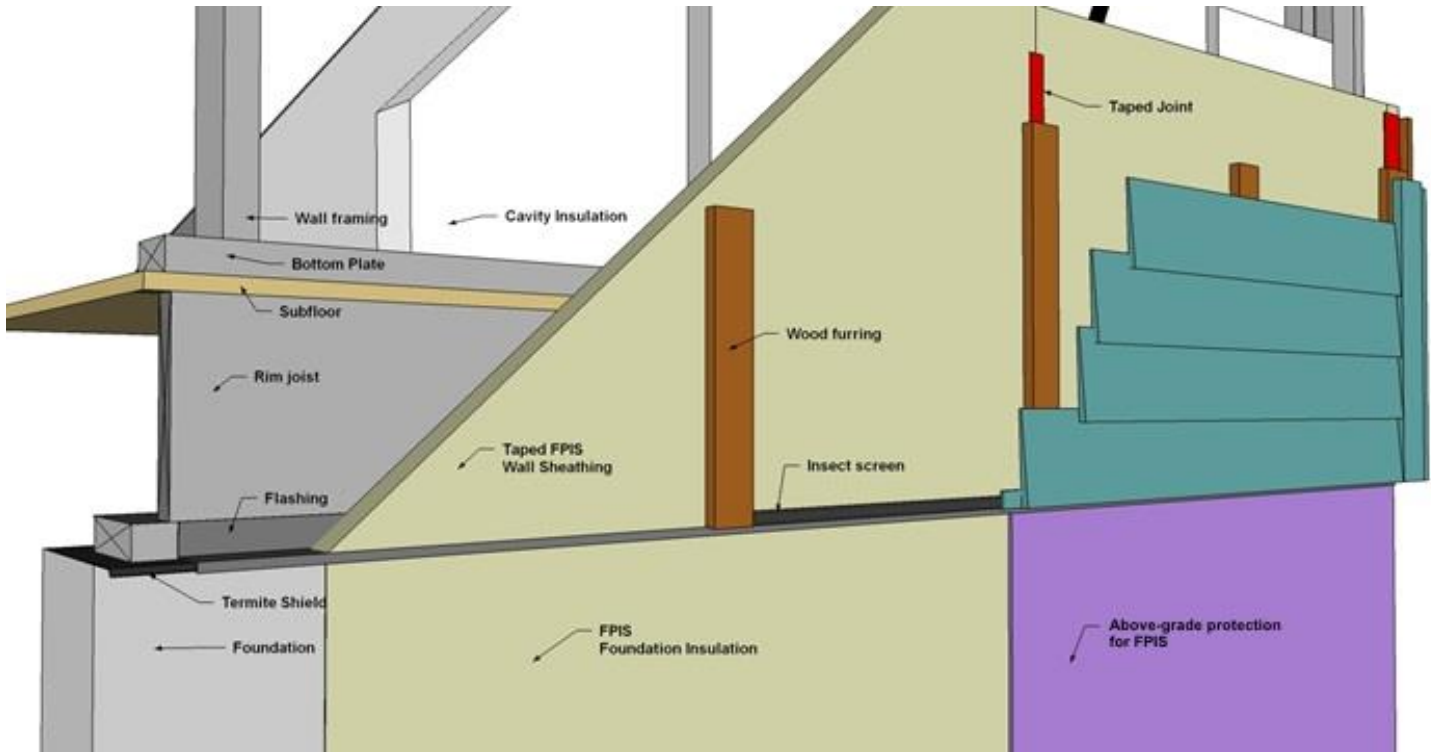 Taped Joint
Wall framing
Cavity Insulation
Bottom Plate
Subfloor
Wood furring
Rim joist
Taped FPIS
Wall Sheathing
Insect screen
Flashing
Termite Shield
FPIS
Foundation Insulation
Above-grade protection
for FPIS
Foundation